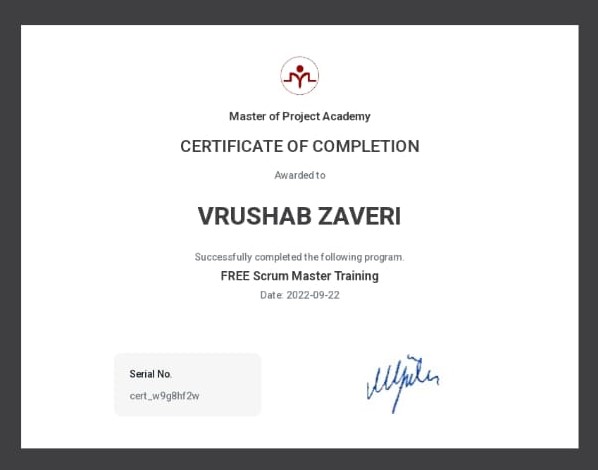 Master of Project Academy
CERTIFICATE OF COMPLETION
Awarded to
VRUSHAB ZAVERI
Successfully completed the following program.
FREE Scrum Master Training
Date: 2022-09-22
Serial No.
cert_w9g8hf2w